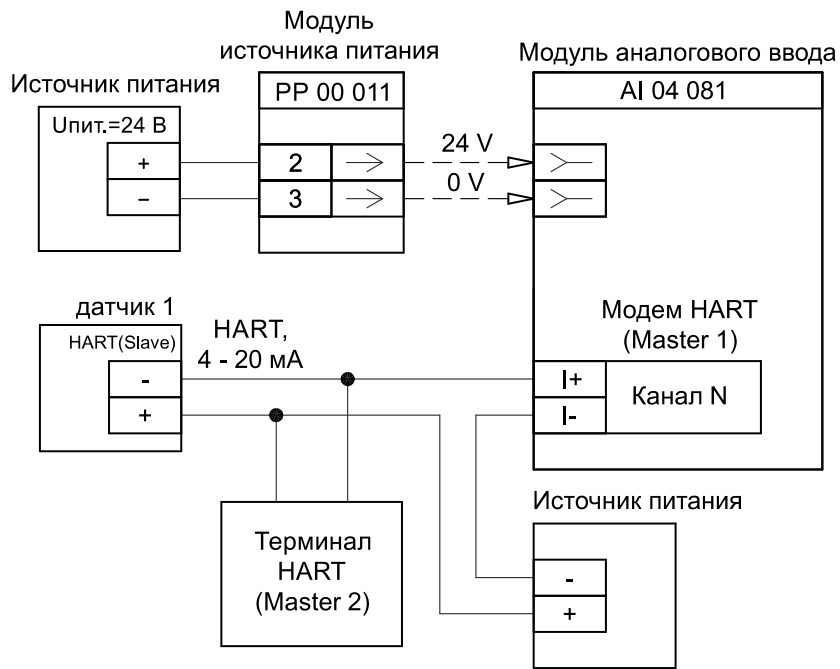 Модуль
источника питания
Модуль аналогового ввода
Источник питания
PP 00 011
AI 04 081
Uпит.=24 В
+
2
24 V
–
3
0 V
датчик 1
HART(Slave)
HART,
4 - 20 мА
Модем HART
(Master 1)
-
I+
Канал N
+
I-
Источник питания
Терминал
HART
(Master 2)
-
+